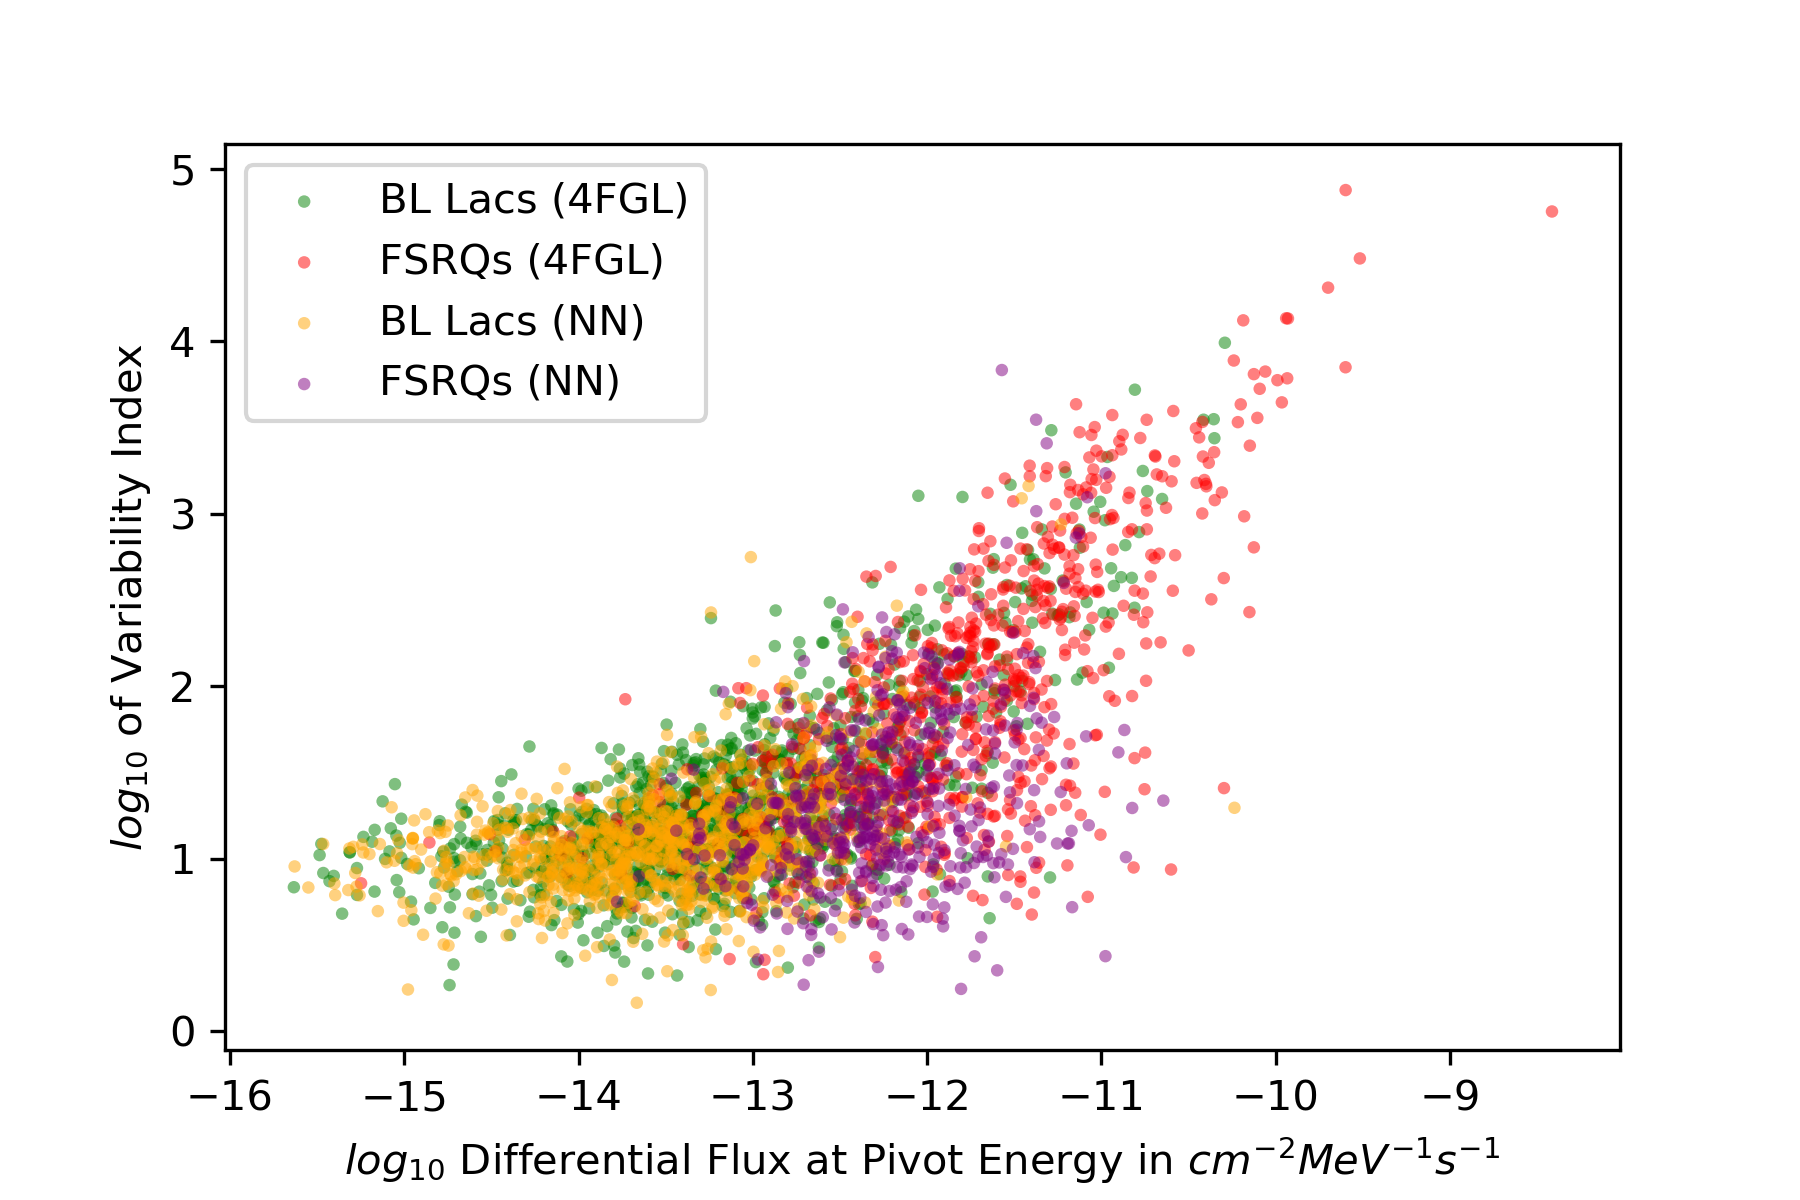 BL Lacs (4FGL)
FSRQs (4FGL)
BL Lacs (NN)
FSRQs (NN)
5
4
3
2
1
0
log₁₀ of Variability Index
−16 −15 −14 −13 −12 −11 −10 −9
log₁₀ Differential Flux at Pivot Energy in cm⁻²MeV⁻¹s⁻¹